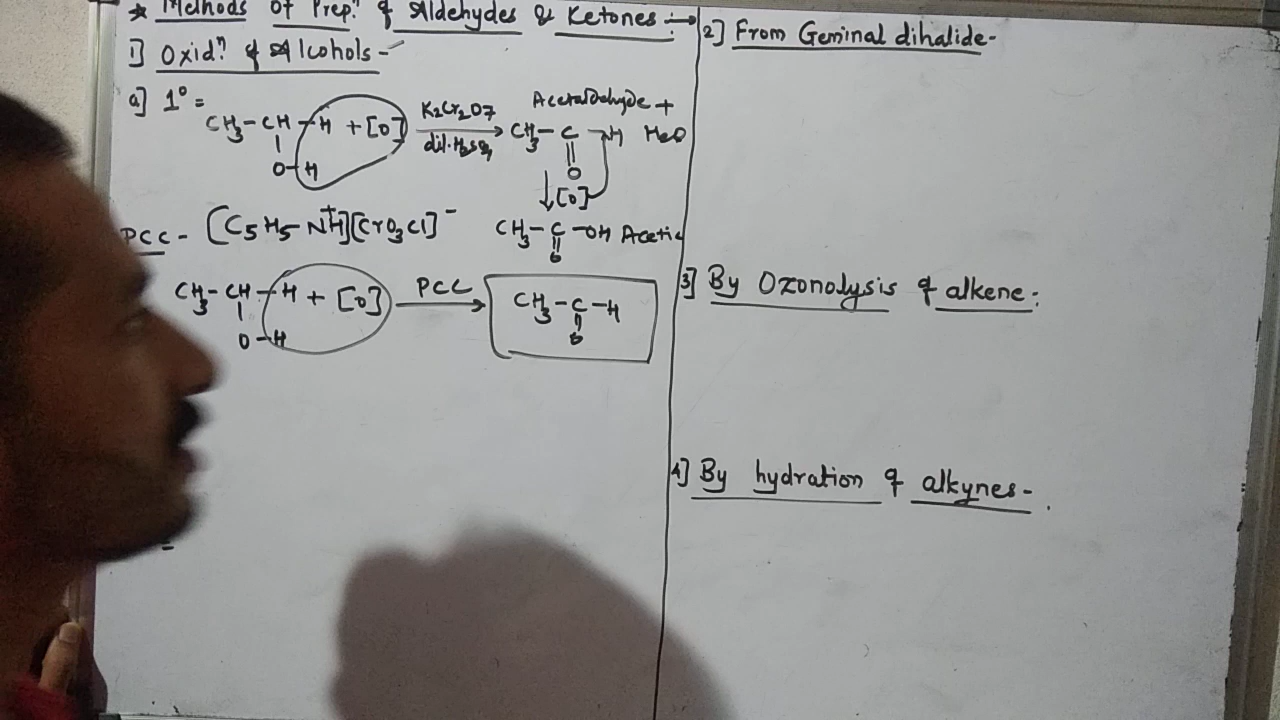 * Methods of Prepn. of Aldehydes & Ketones :→
1] Oxidn. of Alcohols -
a] 1° =
CH3 - CH - H + [O] K2Cr2O7 dil. H2SO4 → CH3 - C - H H2O
Acetaldehyde +
O - H
O
↓ [O]
PCC - [C5H5 N+H][CrO3Cl]-
CH3 - C - OH Acetic
O
CH3 - CH - H + [O] PCC → CH3 - C - H
O - H
O
2] From Geminal dihalide -
3] By Ozonolysis of alkene :
4] By hydration of alkynes - .